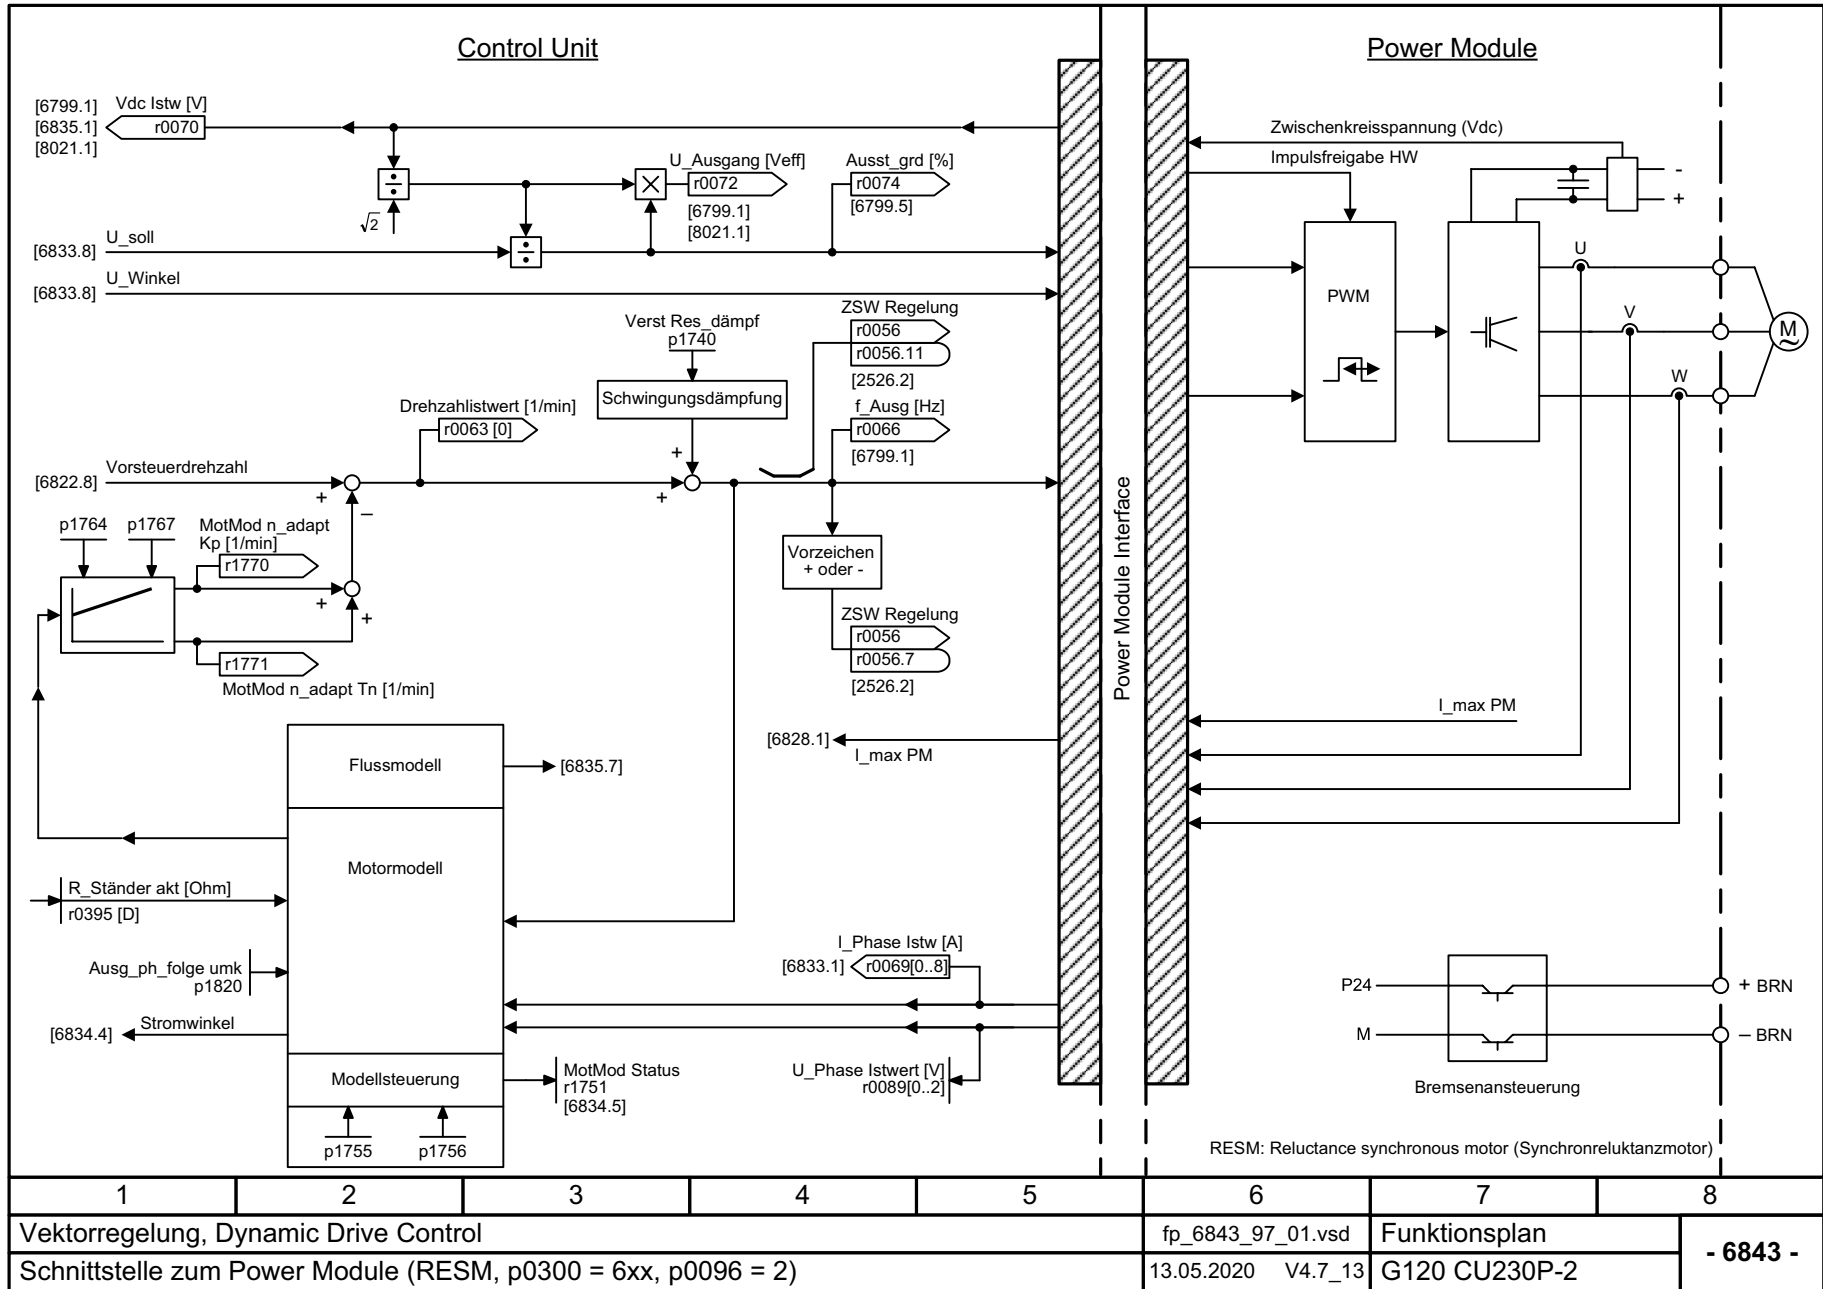 Control Unit
Power Module
[6799.1]
[6835.1]
[8021.1]
Vdc Istw [V]
r0070
÷
√2
×
U_Ausgang [Veff]
r0072
[6799.1]
[8021.1]
Ausst_grd [%]
r0074
[6799.5]
[6833.8]
U_soll
÷
[6833.8]
U_Winkel
Verst Res_dämpf
p1740
Schwingungsdämpfung
ZSW Regelung
r0056
r0056.11
[2526.2]
Drehzahlistwert [1/min]
r0063 [0]
f_Ausg [Hz]
r0066
[6799.1]
[6822.8]
Vorsteuerdrehzahl
+
–
+
+
p1764
p1767
MotMod n_adapt
Kp [1/min]
r1770
+
+
r1771
MotMod n_adapt Tn [1/min]
Vorzeichen
+ oder -
ZSW Regelung
r0056
r0056.7
[2526.2]
Flussmodell
[6835.7]
[6828.1]
I_max PM
Motormodell
R_Ständer akt [Ohm]
r0395 [D]
Ausg_ph_folge umk
p1820
[6834.4]
Stromwinkel
I_Phase Istw [A]
[6833.1]
r0069[0..8]
U_Phase Istwert [V]
r0089[0..2]
Modellsteuerung
MotMod Status
r1751
[6834.5]
p1755
p1756
Power Module Interface
Zwischenkreisspannung (Vdc)
Impulsfreigabe HW
-
+
PWM
U
V
W
M
~
I_max PM
P24
M
+ BRN
– BRN
Bremsenansteuerung
RESM: Reluctance synchronous motor (Synchronreluktanzmotor)
1 2 3 4 5 6 7 8
Vektorregelung, Dynamic Drive Control
fp_6843_97_01.vsd
Funktionsplan
- 6843 -
Schnittstelle zum Power Module (RESM, p0300 = 6xx, p0096 = 2)
13.05.2020 V4.7_13
G120 CU230P-2